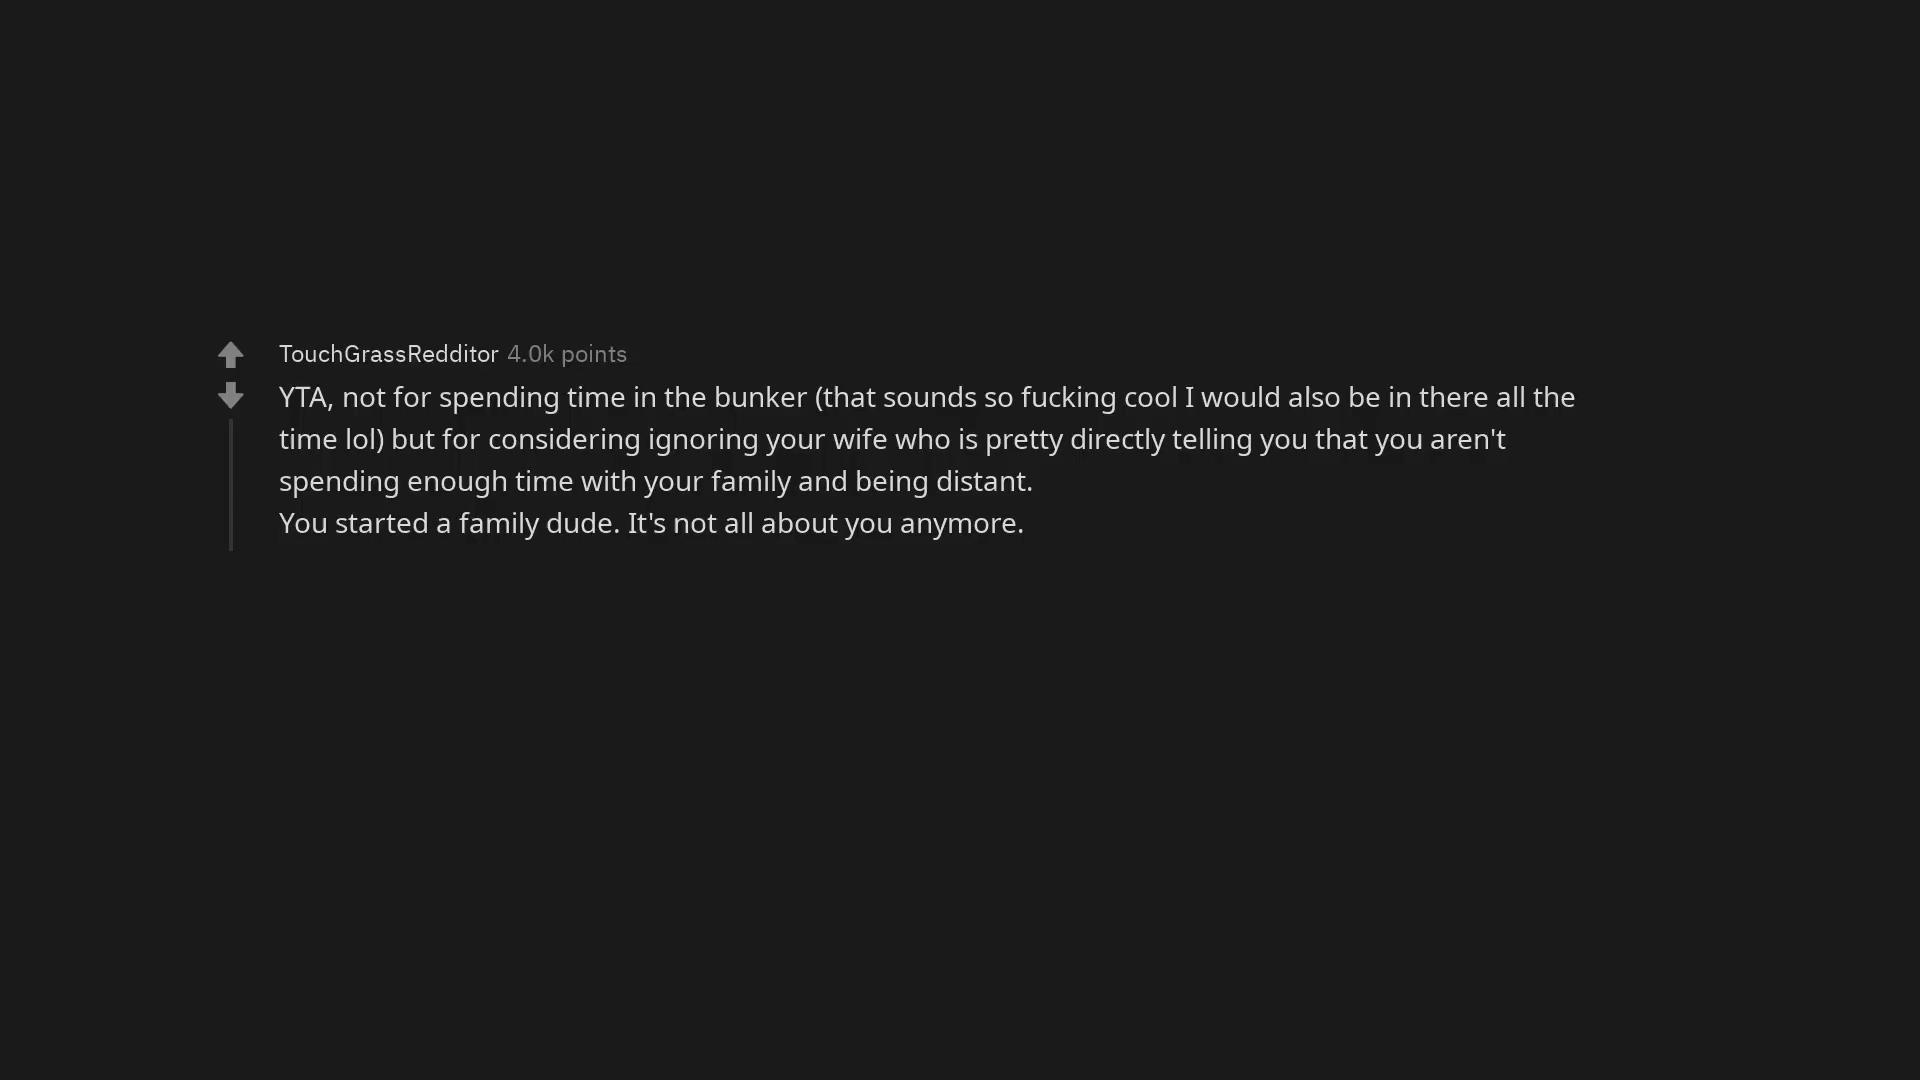 TouchGrassRedditor 4.0k points
YTA, not for spending time in the bunker (that sounds so fucking cool I would also be in there all the
time lol) but for considering ignoring your wife who is pretty directly telling you that you aren't
spending enough time with your family and being distant.
You started a family dude. It's not all about you anymore.